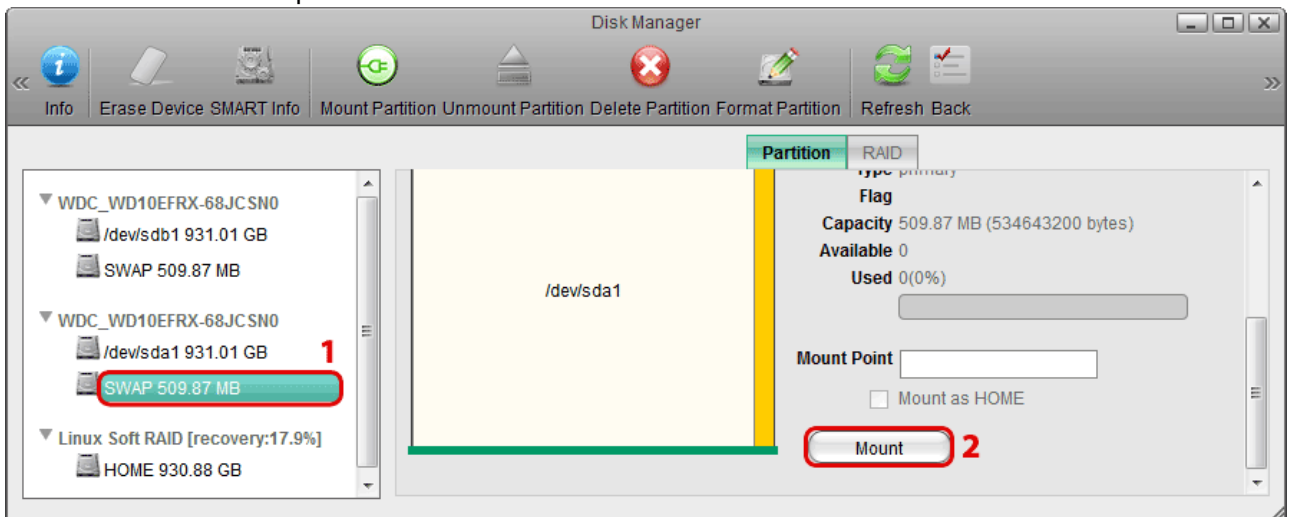 Disk Manager
Info Erase Device SMART Info Mount Partition Unmount Partition Delete Partition Format Partition Refresh Back
Partition RAID
WDC_WD10EFRX-68JCSN0
/dev/sdb1 931.01 GB
SWAP 509.87 MB
WDC_WD10EFRX-68JCSN0
/dev/sda1 931.01 GB
1
SWAP 509.87 MB
Linux Soft RAID [recovery:17.9%]
HOME 930.88 GB
/dev/sda1
Type primary
Flag
Capacity 509.87 MB (534643200 bytes)
Available 0
Used 0(0%)
Mount Point
Mount as HOME
Mount 2